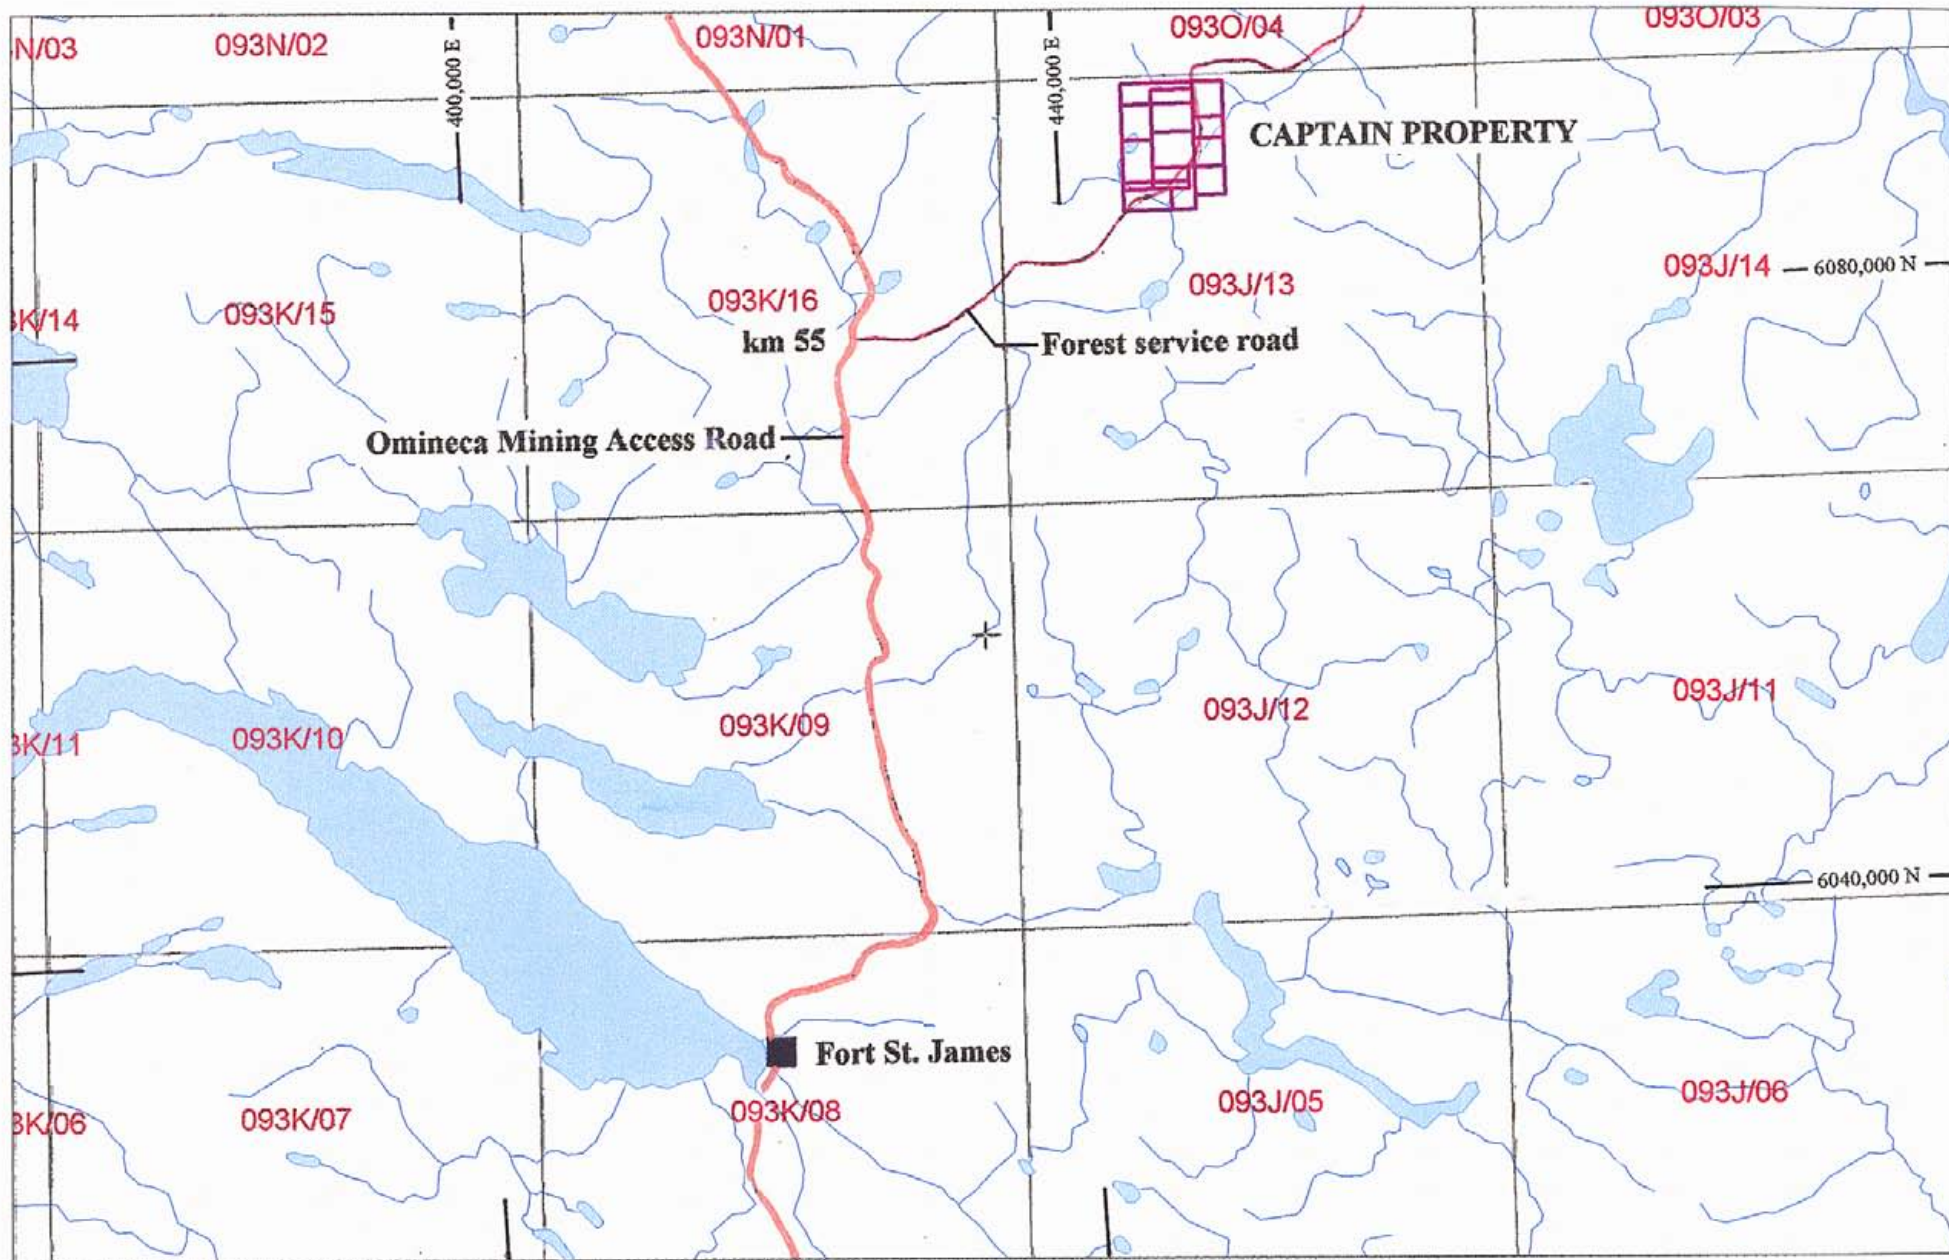 N/03
093N/02
400,000 E
093N/01
440,000 E
093O/04
093O/03
CAPTAIN PROPERTY
3K/14
093K/15
093K/16
093J/13
093J/14
6080,000 N
km 55
Forest service road
Omineca Mining Access Road
3K/11
093K/10
093K/09
093J/12
093J/11
6040,000 N
Fort St. James
3K/06
093K/07
093K/08
093J/05
093J/06